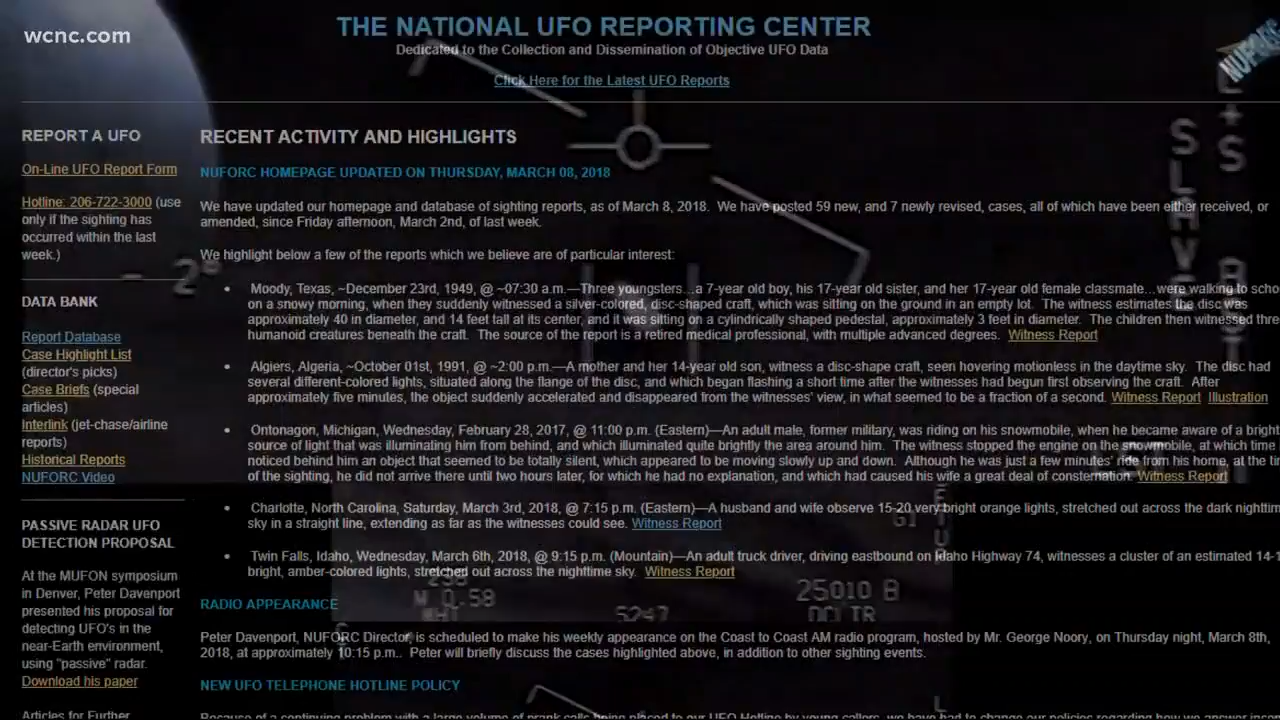 wcnc.com
THE NATIONAL UFO REPORTING CENTER
Dedicated to the Collection and Dissemination of Objective UFO Data
Click Here for the Latest UFO Reports
REPORT A UFO
On-Line UFO Report Form
Hotline: 206-722-3000 (use
only if the sighting has
occurred within the last
week.)
DATA BANK
Report Database
Case Highlight List
(director's picks)
Case Briefs (special
articles)
Interlink (jet-chase/airline
reports)
Historical Reports
NUFORC Video
PASSIVE RADAR UFO
DETECTION PROPOSAL
At the MUFON symposium
in Denver, Peter Davenport
presented his proposal for
detecting UFO's in the
near-Earth environment,
using "passive" radar.
Download his paper
Articles for Further
RECENT ACTIVITY AND HIGHLIGHTS
NUFORC HOMEPAGE UPDATED ON THURSDAY, MARCH 08, 2018
We have updated our homepage and database of sighting reports, as of March 8, 2018. We have posted 59 new, and 7 newly revised, cases, all of which have been either received, or
amended, since Friday afternoon, March 2nd, of last week.
We highlight below a few of the reports which we believe are of particular interest:
Moody, Texas, ~December 23rd, 1949, @ ~07:30 a.m.—Three youngsters...a 7-year old boy, his 17-year old sister, and her 17-year old female classmate...were walking to
on a snowy morning, when they suddenly witnessed a silver-colored, disc-shaped craft, which was sitting on the ground in an empty lot. The witness estimates the disc was
approximately 40 in diameter, and 14 feet tall at its center, and it was sitting on a cylindrically shaped pedestal, approximately 3 feet in diameter. The children then witnessed
humanoid creatures beneath the craft. The source of the report is a retired medical professional, with multiple advanced degrees. Witness Report
Algiers, Algeria, ~October 01st, 1991, @ ~2:00 p.m.—A mother and her 14-year old son, witness a disc-shape craft, seen hovering motionless in the daytime sky. The disc had
several different-colored lights, situated along the flange of the disc, and which began flashing a short time after the witnesses had begun first observing the craft. After
approximately five minutes, the object suddenly accelerated and disappeared from the witnesses' view, in what seemed to be a fraction of a second. Witness Report Illustration
Ontonagon, Michigan, Wednesday, February 28, 2017, @ 11:00 p.m. (Eastern)—An adult male, former military, was riding on his snowmobile, when he became aware of a bright
source of light that was illuminating him from behind, and which illuminated quite brightly the area around him. The witness stopped the engine on the snowmobile, at which time
noticed behind him an object that seemed to be totally silent, which appeared to be moving slowly up and down. Although he was just a few minutes' ride from his home, at the
of the sighting, he did not arrive there until two hours later, for which he had no explanation, and which had caused his wife a great deal of consternation. Witness Report
Charlotte, North Carolina, Saturday, March 3rd, 2018, @ 7:15 p.m. (Eastern)—A husband and wife observe 15-20 very bright orange lights, stretched out across the dark
sky in a straight line, extending as far as the witnesses could see. Witness Report
Twin Falls, Idaho, Wednesday, March 6th, 2018, @ 9:15 p.m. (Mountain)—An adult truck driver, driving eastbound on Idaho Highway 74, witnesses a cluster of an estimated
bright, amber-colored lights, stretched out across the nighttime sky. Witness Report
RADIO APPEARANCE
Peter Davenport, NUFORC Director, is scheduled to make his weekly appearance on the Coast to Coast AM radio program, hosted by Mr. George Noory, on Thursday night, March 8th,
2018, at approximately 10:15 p.m.. Peter will briefly discuss the cases highlighted above, in addition to other sighting events.
NEW UFO TELEPHONE HOTLINE POLICY
- 2°
L+S
SLAVE
M 0.58
5247
25010 B